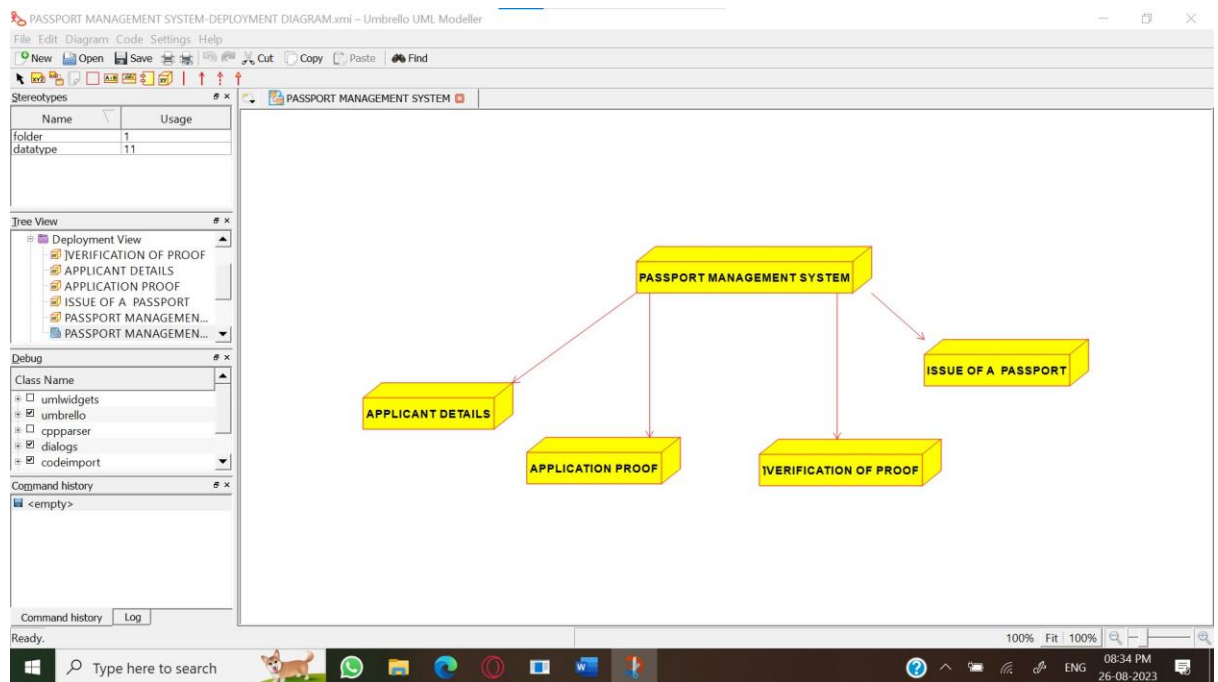 PASSPORT MANAGEMENT SYSTEM-DEPLOYMENT DIAGRAM.xmi – Umbrello UML Modeller
File Edit Diagram Code Settings Help
New Open Save Cut Copy Paste Find
Stereotypes
PASSPORT MANAGEMENT SYSTEM
Name Usage
folder 1
datatype 11
Tree View
Deployment View
]VERIFICATION OF PROOF
APPLICANT DETAILS
APPLICATION PROOF
ISSUE OF A PASSPORT
PASSPORT MANAGEMEN...
PASSPORT MANAGEMEN...
Debug
Class Name
umlwidgets
umbrello
cppparser
dialogs
codeimport
Command history
<empty>
Command history Log
PASSPORT MANAGEMENT SYSTEM
ISSUE OF A PASSPORT
APPLICANT DETAILS
APPLICATION PROOF
]VERIFICATION OF PROOF
Ready.
100% Fit 100%
Type here to search
ENG
08:34 PM
26-08-2023